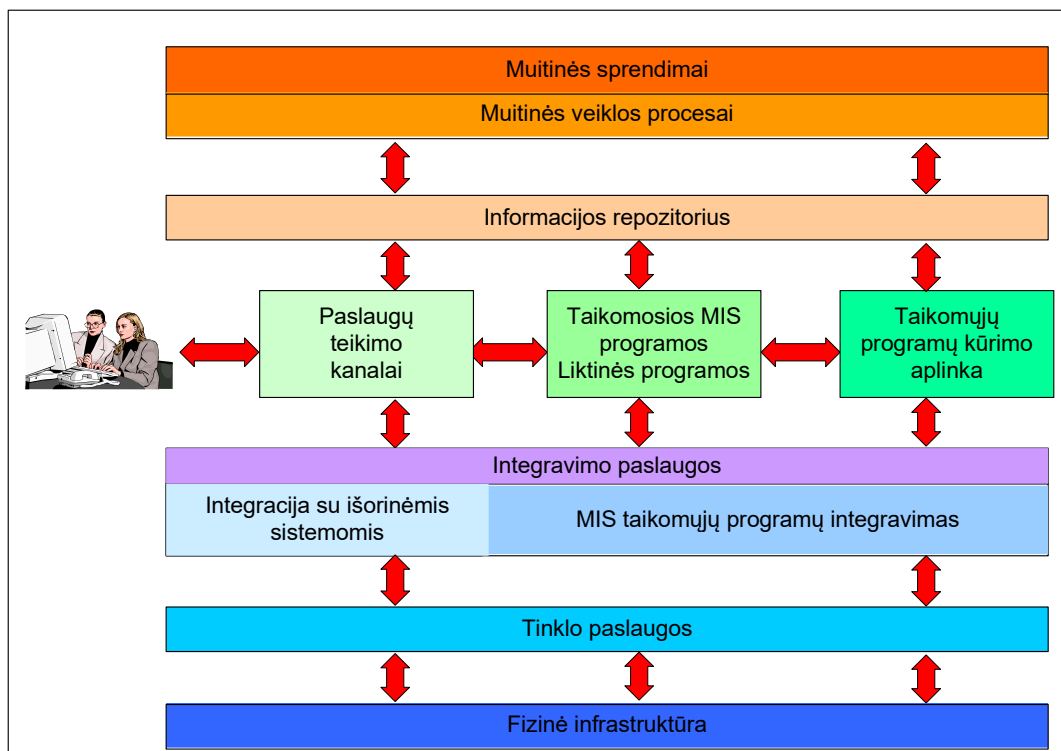 Muitinės sprendimai
Muitinės veiklos procesai
Informacijos repozitorius
Paslaugų
teikimo
kanalai
Taikomosios MIS
programos
Liktinės programos
Taikomųjų
programų kūrimo
aplinka
Integravimo paslaugos
Integracija su išorinėmis
sistemomis
MIS taikomųjų programų integravimas
Tinklo paslaugos
Fizinė infrastruktūra